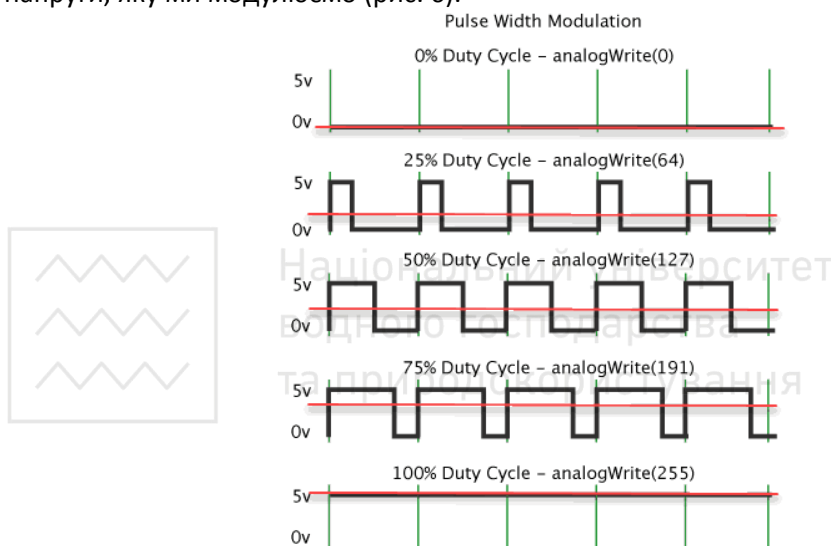 напруги, яку ми модулюємо (рис. 6).
Pulse Width Modulation
0% Duty Cycle – analogWrite(0)
5v
0v
25% Duty Cycle – analogWrite(64)
5v
0v
Національний університет
50% Duty Cycle – analogWrite(127)
5v
0v
водного господарства
75% Duty Cycle – analogWrite(191)
та природокористування
5v
0v
100% Duty Cycle – analogWrite(255)
5v
0v